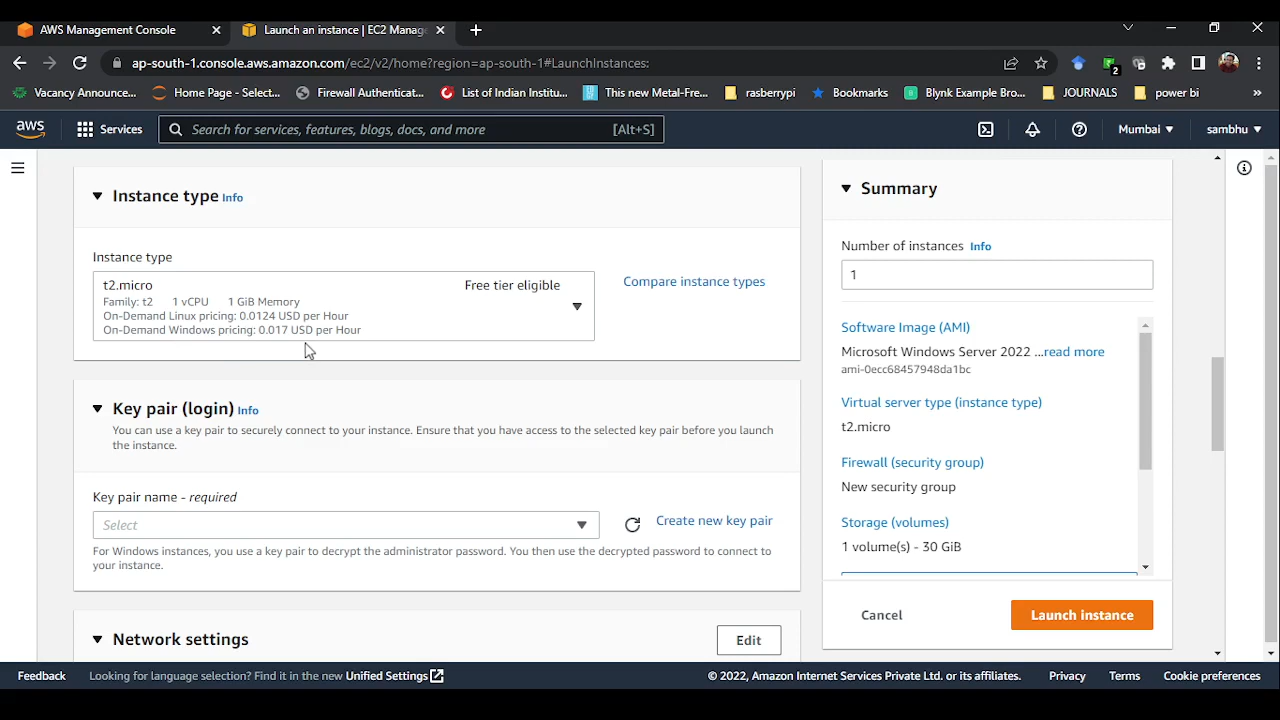 AWS Management Console
Launch an instance | EC2 Manag
ap-south-1.console.aws.amazon.com/ec2/v2/home?region=ap-south-1#LaunchInstances:
2
Vacancy Announce...
Home Page - Select...
Firewall Authenticat...
List of Indian Institu...
This new Metal-Fre...
rasberrypi
Bookmarks
Blynk Example Bro...
JOURNALS
power bi
»
aws
Services
Search for services, features, blogs, docs, and more
[Alt+S]
Mumbai
sambhu
Instance type Info
Instance type
t2.micro
Free tier eligible
Family: t2 1 vCPU 1 GiB Memory
On-Demand Linux pricing: 0.0124 USD per Hour
On-Demand Windows pricing: 0.017 USD per Hour
Compare instance types
Key pair (login) Info
You can use a key pair to securely connect to your instance. Ensure that you have access to the selected key pair before you launch
the instance.
Key pair name - required
Select
Create new key pair
For Windows instances, you use a key pair to decrypt the administrator password. You then use the decrypted password to connect to
your instance.
Network settings
Edit
Summary
Number of instances Info
1
Software Image (AMI)
Microsoft Windows Server 2022 ...read more
ami-0ecc68457948da1bc
Virtual server type (instance type)
t2.micro
Firewall (security group)
New security group
Storage (volumes)
1 volume(s) - 30 GiB
Cancel
Launch instance
Feedback
Looking for language selection? Find it in the new Unified Settings
© 2022, Amazon Internet Services Private Ltd. or its affiliates.
Privacy
Terms
Cookie preferences